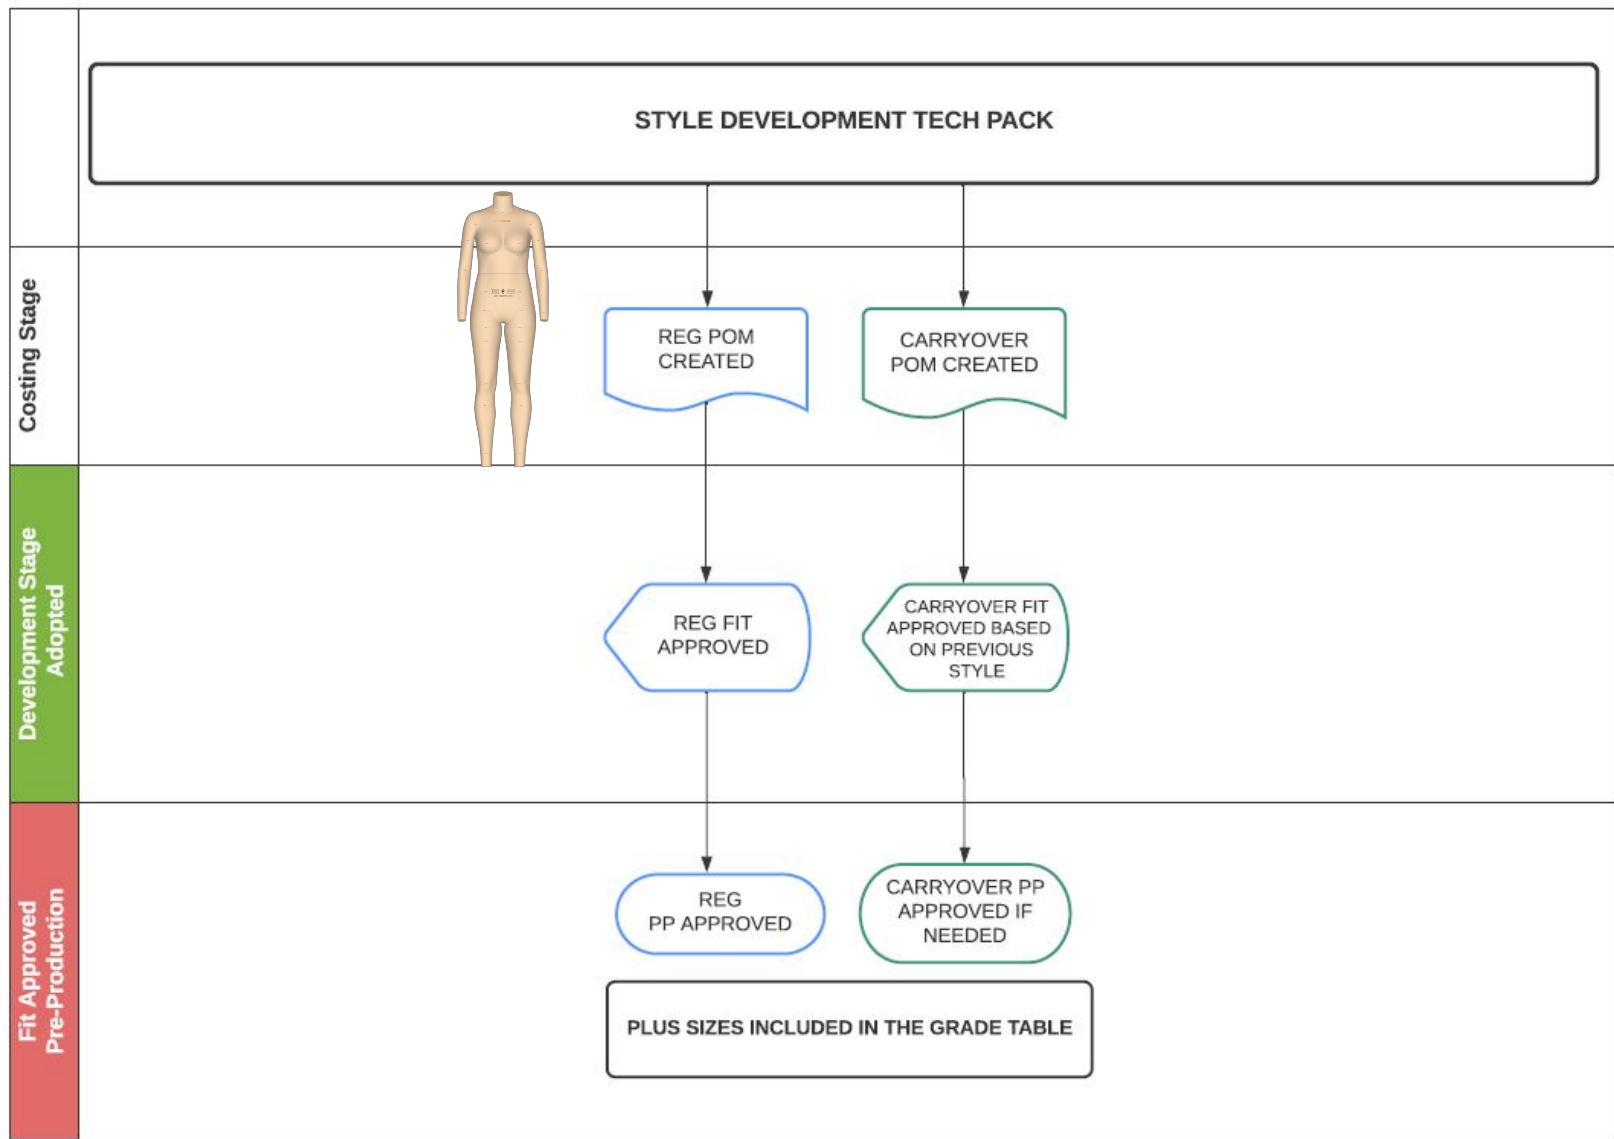 STYLE DEVELOPMENT TECH PACK
Costing Stage
REG POM
CREATED
CARRYOVER
POM CREATED
Development Stage
Adopted
REG FIT
APPROVED
CARRYOVER FIT
APPROVED BASED
ON PREVIOUS
STYLE
Fit Approved
Pre-Production
REG
PP APPROVED
CARRYOVER PP
APPROVED IF
NEEDED
PLUS SIZES INCLUDED IN THE GRADE TABLE